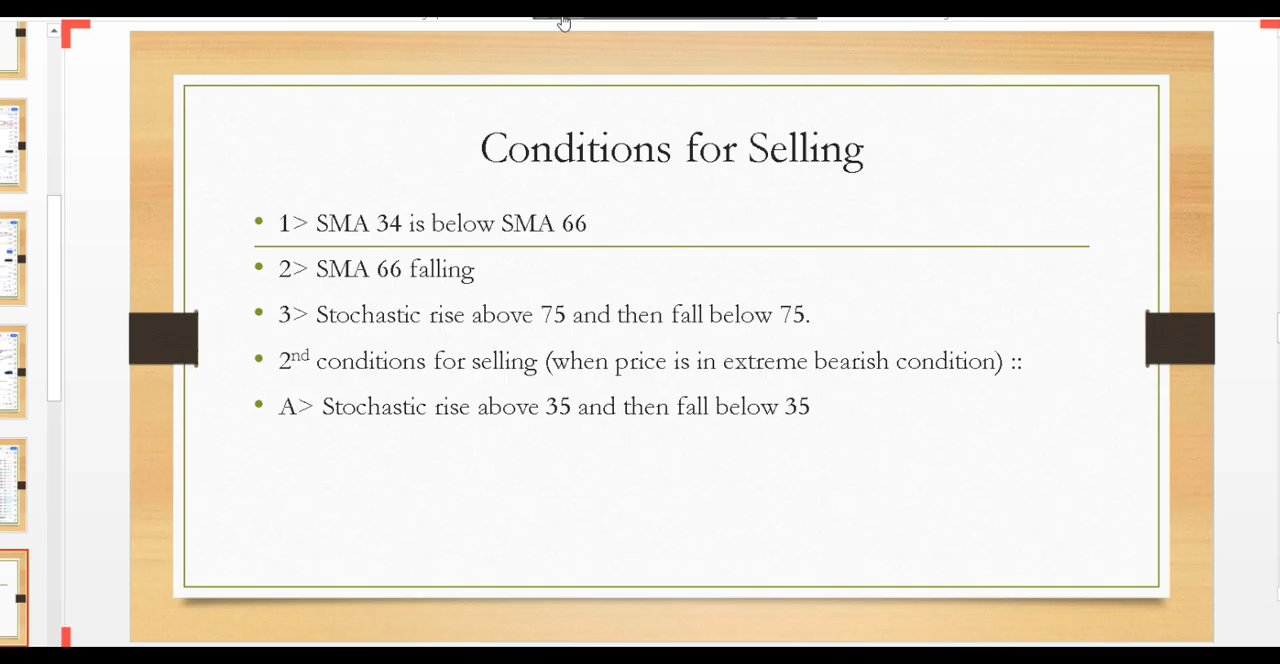 Conditions for Selling
• 1> SMA 34 is below SMA 66
• 2> SMA 66 falling
• 3> Stochastic rise above 75 and then fall below 75.
• 2nd conditions for selling (when price is in extreme bearish condition) ::
• A> Stochastic rise above 35 and then fall below 35